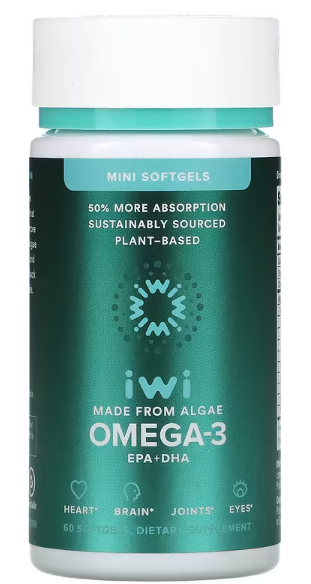 MINI SOFTGELS
50% MORE ABSORPTION
SUSTAINABLY SOURCED
PLANT-BASED
iwi
MADE FROM ALGAE
OMEGA-3
EPA+DHA
HEART* BRAIN* JOINTS* EYES*
60 SOFTGELS, DIETARY SUPPLEMENT